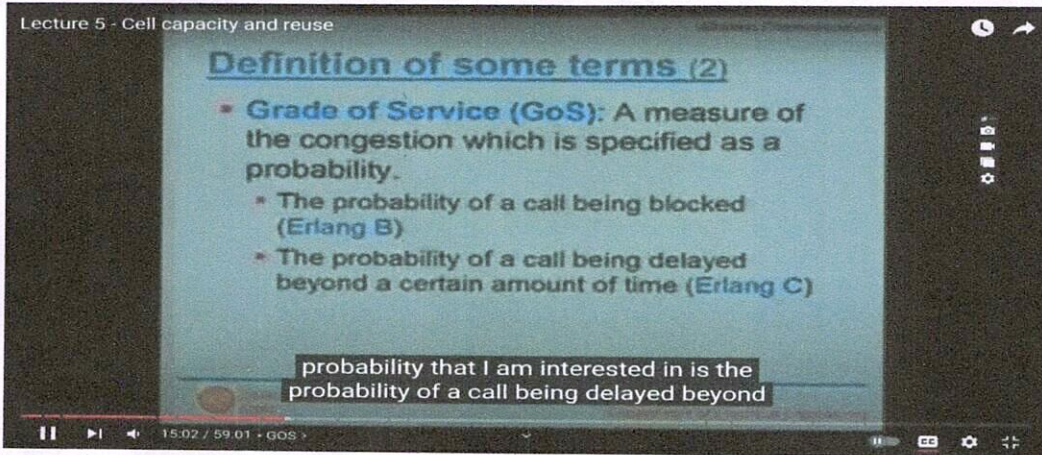 Lecture 5 - Cell capacity and reuse
Definition of some terms (2)
• Grade of Service (GoS): A measure of
the congestion which is specified as a
probability.
• The probability of a call being blocked
(Erlang B)
• The probability of a call being delayed
beyond a certain amount of time (Erlang C)
probability that I am interested in is the
probability of a call being delayed beyond
15:02 / 59:01 • GOS ›
CC